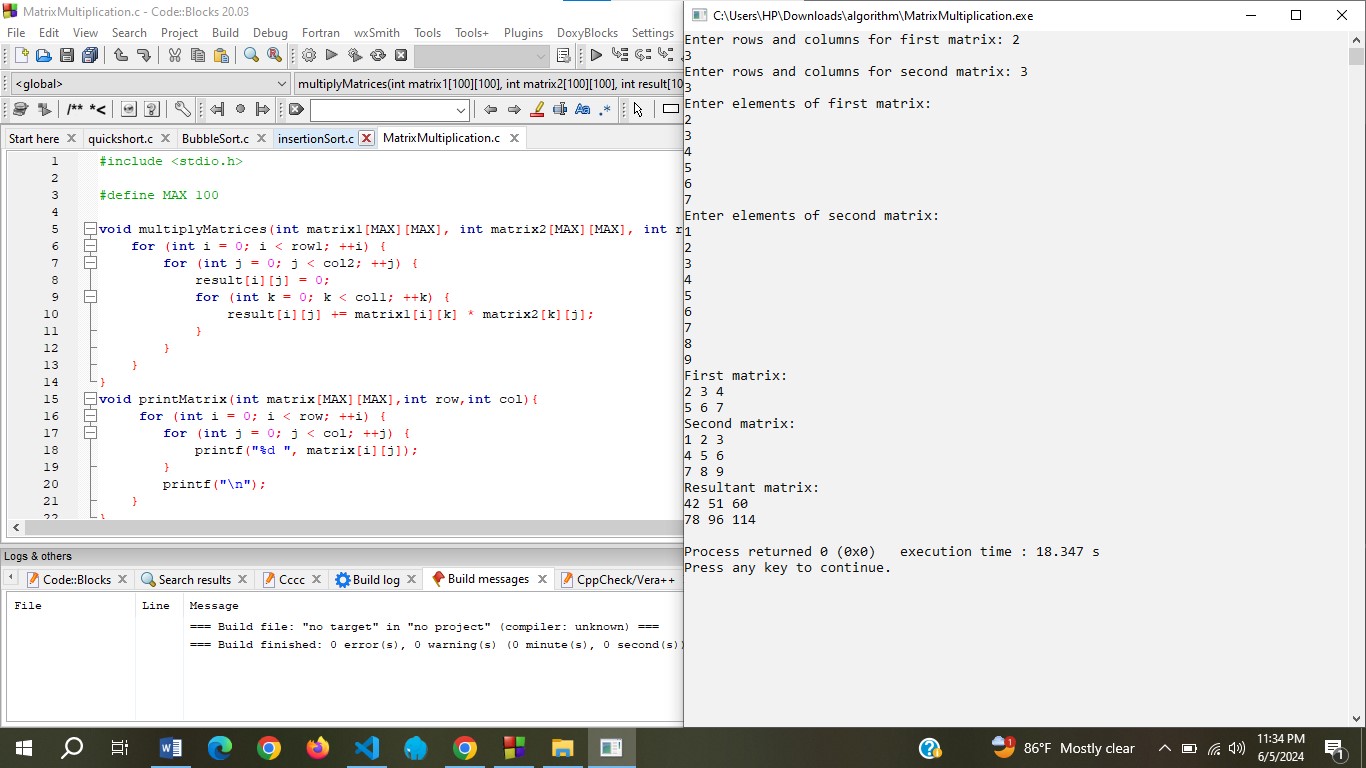 MatrixMultiplication.c - Code::Blocks 20.03
File Edit View Search Project Build Debug Fortran wxSmith Tools Tools+ Plugins DoxyBlocks Settings
<global> multiplyMatrices(int matrix1[100][100], int matrix2[100][100], int result[10
/** *<
Aa .*
Start here quickshort.c BubbleSort.c insertionSort.c MatrixMultiplication.c
1 #include <stdio.h>
2
3 #define MAX 100
4
5 void multiplyMatrices(int matrix1[MAX][MAX], int matrix2[MAX][MAX], int r
6 for (int i = 0; i < row1; ++i) {
7 for (int j = 0; j < col2; ++j) {
8 result[i][j] = 0;
9 for (int k = 0; k < col1; ++k) {
10 result[i][j] += matrix1[i][k] * matrix2[k][j];
11 }
12 }
13 }
14 }
15 void printMatrix(int matrix[MAX][MAX],int row,int col){
16 for (int i = 0; i < row; ++i) {
17 for (int j = 0; j < col; ++j) {
18 printf("%d ", matrix[i][j]);
19 }
20 printf("\n");
21 }
22 }
Logs & others
Code::Blocks Search results Cccc Build log Build messages CppCheck/Vera++
File Line Message
=== Build file: "no target" in "no project" (compiler: unknown) ===
=== Build finished: 0 error(s), 0 warning(s) (0 minute(s), 0 second(s))
C:\Users\HP\Downloads\algorithm\MatrixMultiplication.exe
Enter rows and columns for first matrix: 2
3
Enter rows and columns for second matrix: 3
3
Enter elements of first matrix:
2
3
4
5
6
7
Enter elements of second matrix:
1
2
3
4
5
6
7
8
9
First matrix:
2 3 4
5 6 7
Second matrix:
1 2 3
4 5 6
7 8 9
Resultant matrix:
42 51 60
78 96 114
Process returned 0 (0x0) execution time : 18.347 s
Press any key to continue.
86°F Mostly clear
11:34 PM
6/5/2024
1